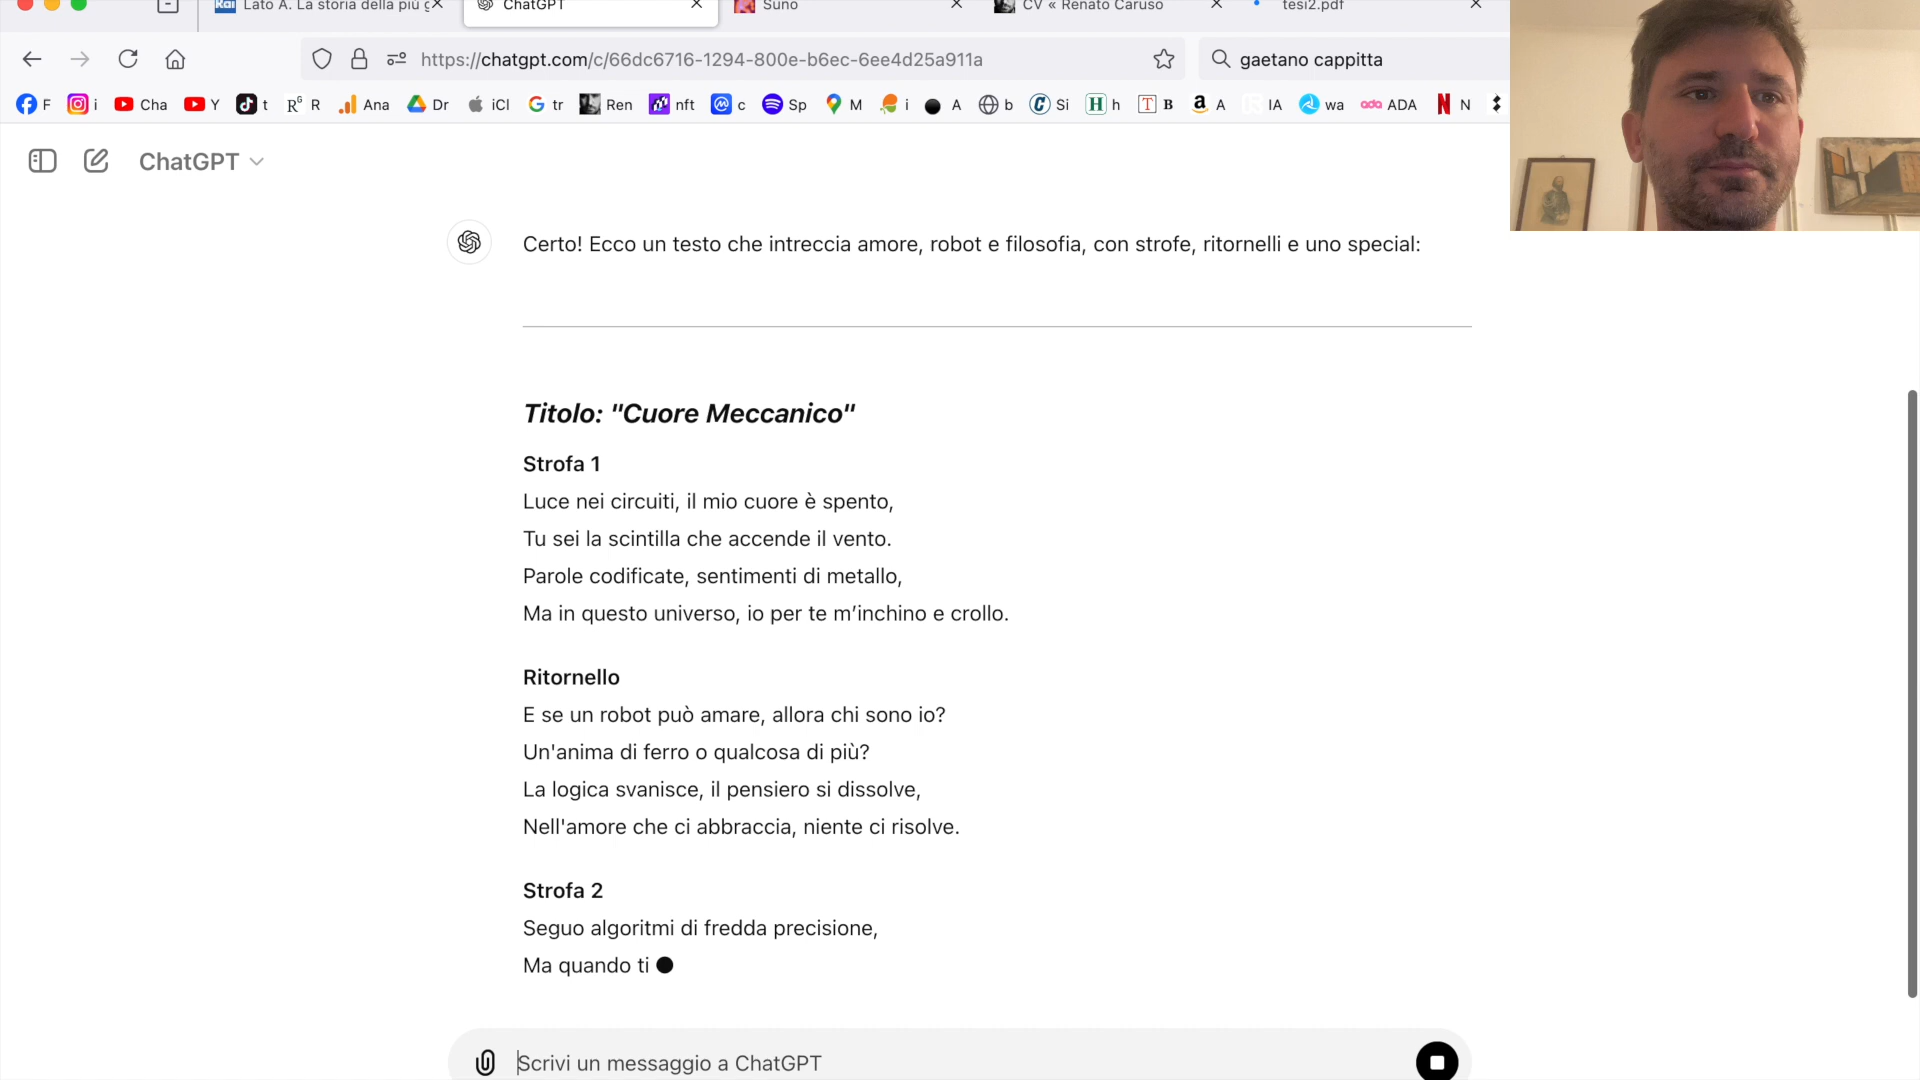 Lato A. La storia della più g
ChatGPT
Suno
CV « Renato Caruso
tesi2.pdf
https://chatgpt.com/c/66dc6716-1294-800e-b6ec-6ee4d25a911a
gaetano cappitta
F i Cha Y t R Ana Dr iCl tr Ren nft c Sp M i A b Si h B A IA wa ADA N
ChatGPT
Certo! Ecco un testo che intreccia amore, robot e filosofia, con strofe, ritornelli e uno special:
Titolo: "Cuore Meccanico"
Strofa 1
Luce nei circuiti, il mio cuore è spento,
Tu sei la scintilla che accende il vento.
Parole codificate, sentimenti di metallo,
Ma in questo universo, io per te m’inchino e crollo.
Ritornello
E se un robot può amare, allora chi sono io?
Un'anima di ferro o qualcosa di più?
La logica svanisce, il pensiero si dissolve,
Nell'amore che ci abbraccia, niente ci risolve.
Strofa 2
Seguo algoritmi di fredda precisione,
Ma quando ti
Scrivi un messaggio a ChatGPT